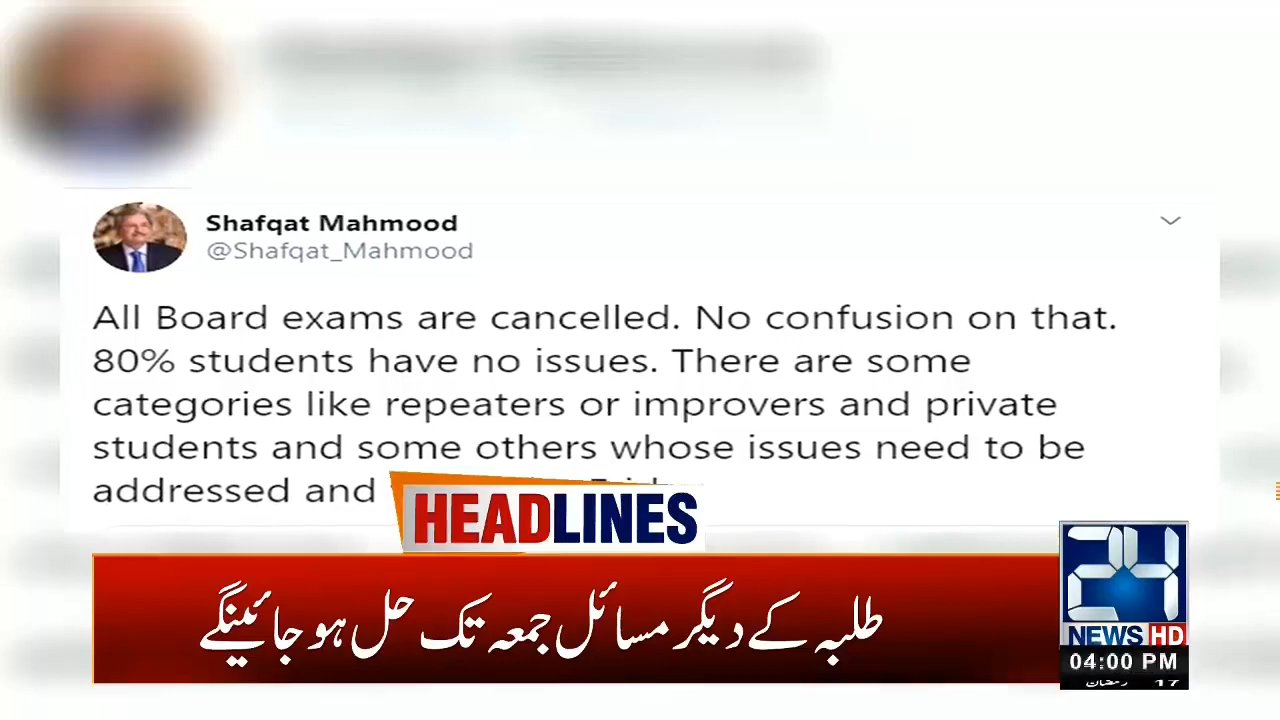 Shafqat Mahmood
@Shafqat_Mahmood
All Board exams are cancelled. No confusion on that.
80% students have no issues. There are some
categories like repeaters or improvers and private
students and some others whose issues need to be
addressed and
HEADLINES
طلبہ کے دیگر مسائل جمعہ تک حل ہو جائینگے
24
NEWS HD
04:00 PM
17 رمضان